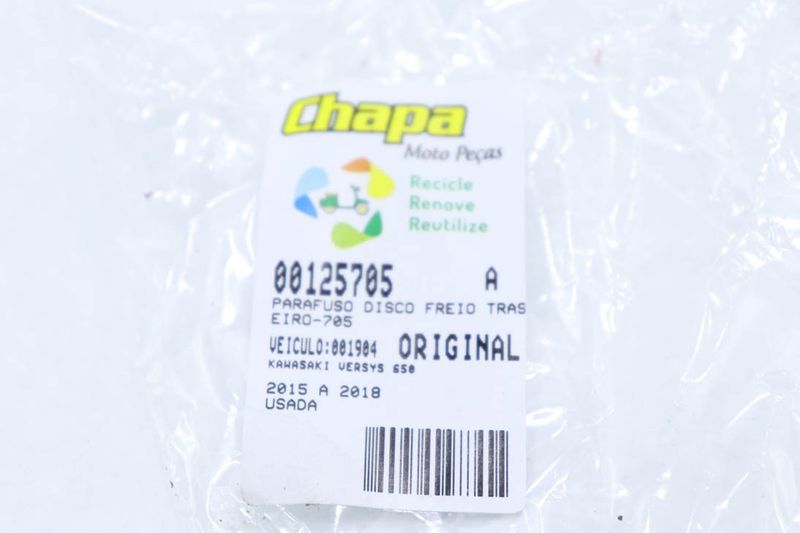 Chapa
Moto Peças
Recicle
Renove
Reutilize
00125705 A
PARAFUSO DISCO FREIO TRAS
EIRO-705
VEICULO:001904 ORIGINAL
KAWASAKI VERSYS 650
2015 A 2018
USADA